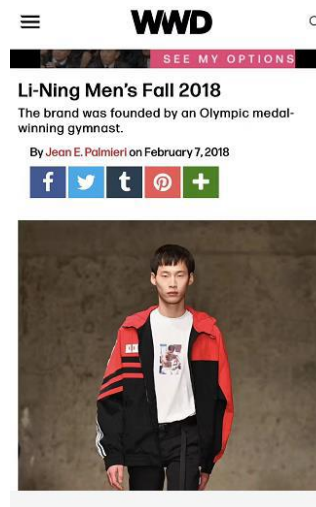 WWD
SEE MY OPTIONS
Li-Ning Men's Fall 2018
The brand was founded by an Olympic medal-
winning gymnast.
By Jean E. Palmieri on February 7, 2018